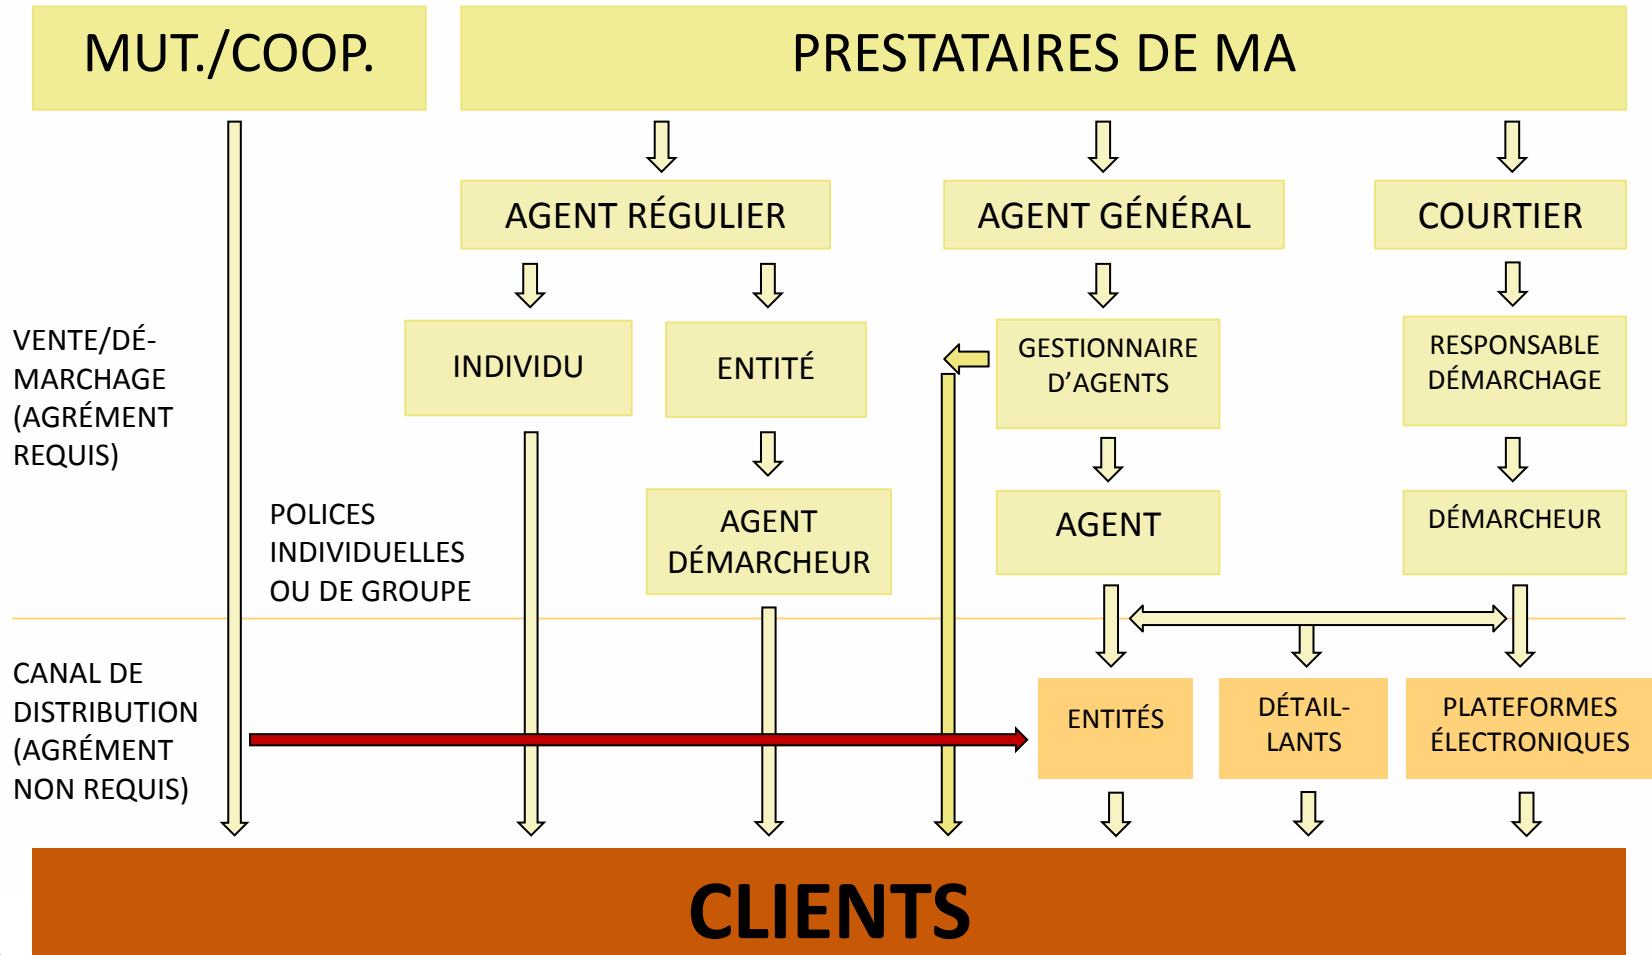 MUT./COOP.
PRESTATAIRES DE MA
AGENT RÉGULIER
AGENT GÉNÉRAL
COURTIER
VENTE/DÉ-
MARCHAGE
(AGRÉMENT
REQUIS)
INDIVIDU
ENTITÉ
GESTIONNAIRE
D’AGENTS
RESPONSABLE
DÉMARCHAGE
POLICES
INDIVIDUELLES
OU DE GROUPE
AGENT
DÉMARCHEUR
AGENT
DÉMARCHEUR
CANAL DE
DISTRIBUTION
(AGRÉMENT
NON REQUIS)
ENTITÉS
DÉTAIL-
LANTS
PLATEFORMES
ÉLECTRONIQUES
CLIENTS